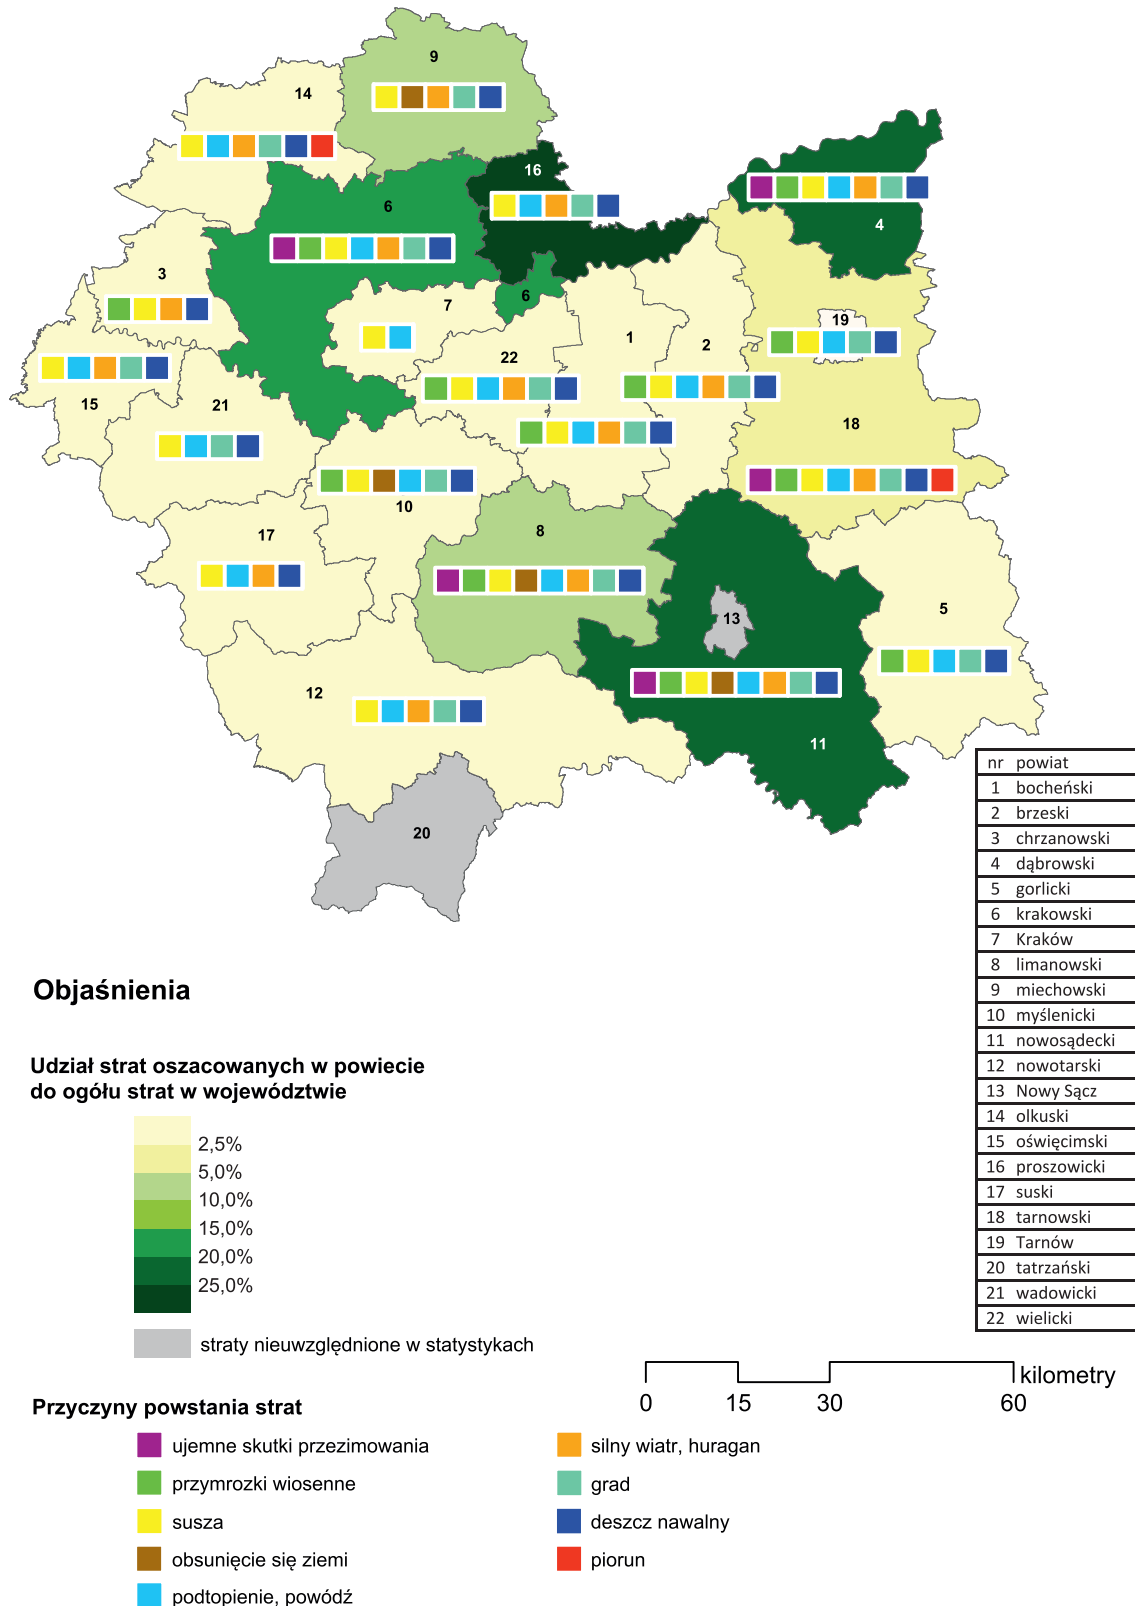 9
14
16
6
4
3
6
7
19
1
2
22
15
21
18
10
17
8
5
13
12
11
20
nr powiat
1 bocheński
2 brzeski
3 chrzanowski
4 dąbrowski
5 gorlicki
6 krakowski
7 Kraków
8 limanowski
9 miechowski
10 myślenicki
11 nowosądecki
12 nowotarski
13 Nowy Sącz
14 olkuski
15 oświęcimski
16 proszowicki
17 suski
18 tarnowski
19 Tarnów
20 tatrzański
21 wadowicki
22 wielicki
Objaśnienia
Udział strat oszacowanych w powiecie
do ogółu strat w województwie
2,5%
5,0%
10,0%
15,0%
20,0%
25,0%
straty nieuwzględnione w statystykach
kilometry
0 15 30 60
Przyczyny powstania strat
ujemne skutki przezimowania
przymrozki wiosenne
susza
obsunięcie się ziemi
podtopienie, powódź
silny wiatr, huragan
grad
deszcz nawalny
piorun